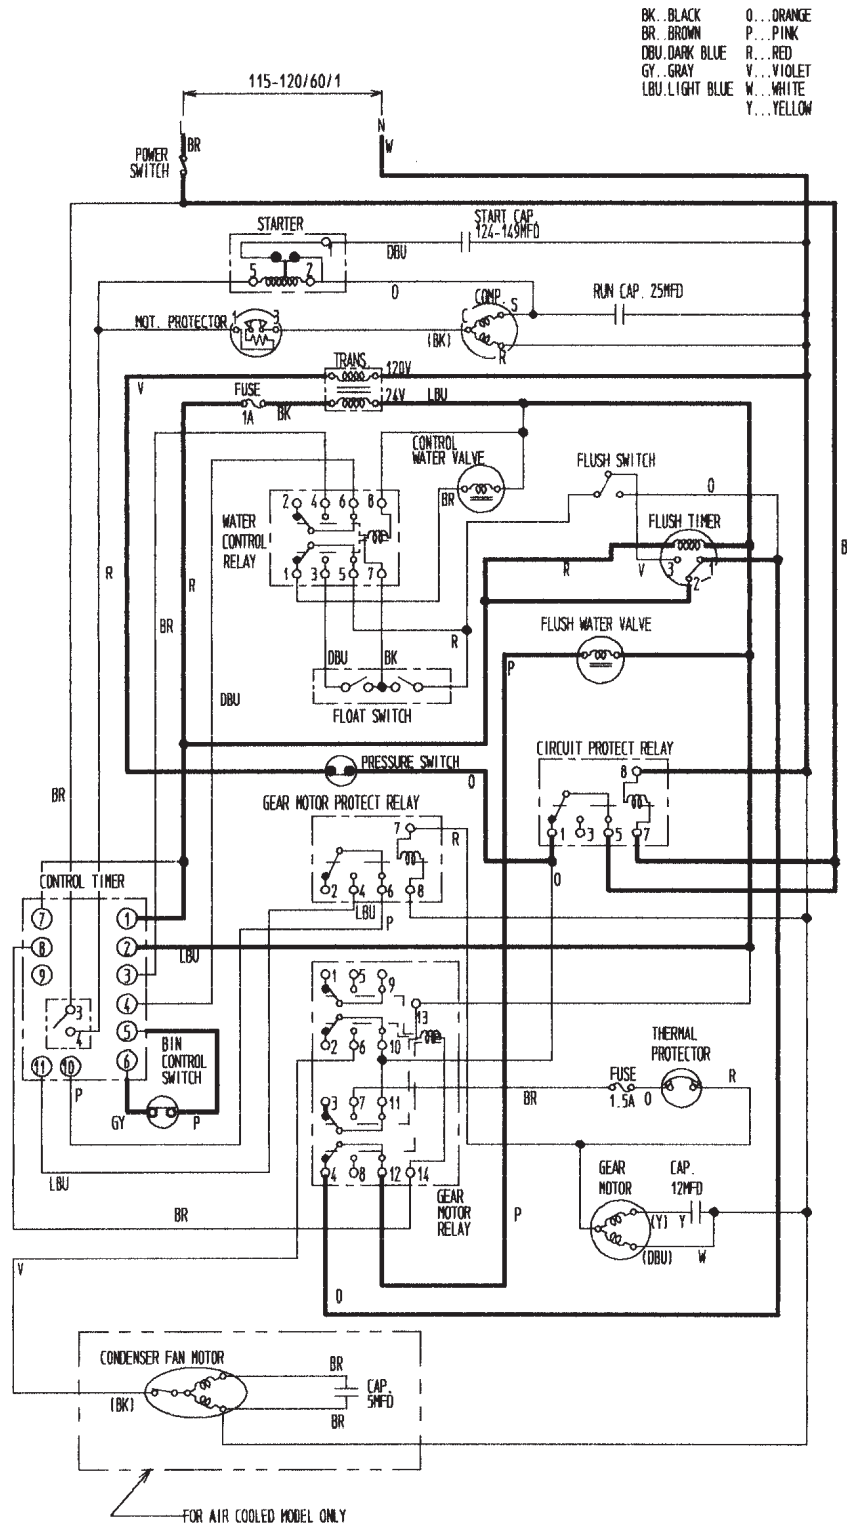 BK..BLACK O...ORANGE
BR..BROWN P...PINK
DBU.DARK BLUE R...RED
GY..GRAY V...VIOLET
LBU.LIGHT BLUE W...WHITE
Y...YELLOW
115-120/60/1
L N
BR W
POWER
SWITCH
STARTER
START CAP.
124-149MFD
DBU
5 2 1
O
COMP.
S
RUN CAP. 25MFD
MOT. PROTECTOR
1 3
C
(BK)
R
TRANS.
120V
V
FUSE
24V
LBU
1A
BK
CONTROL
WATER VALVE
FLUSH SWITCH
BR
O
2 4 6 8
FLUSH TIMER
WATER
CONTROL
RELAY
B
R
R
R
V
3 1
2
1 3 5 7
BR
FLUSH WATER VALVE
R
DBU
BK
P
DBU
FLOAT SWITCH
CIRCUIT PROTECT RELAY
PRESSURE SWITCH
8
O
BR
GEAR MOTOR PROTECT RELAY
7
R
1 3 5 7
CONTROL TIMER
O
2 4 6 8
7 1
LBU
P
8 2
LBU
9 3
1 5 9
3
4
13
4
5
BIN
CONTROL
SWITCH
2 6 10
THERMAL
PROTECTOR
11 10 6
FUSE
R
1.5A O
BR
P
3 7 11
GY
P
LBU
4 8 12 14
GEAR
MOTOR
CAP.
12MFD
GEAR
MOTOR
RELAY
BR
P
(Y) Y
(DBU)
W
V
O
CONDENSER FAN MOTOR
BR
CAP.
5MFD
(BK)
BR
FOR AIR COOLED MODEL ONLY